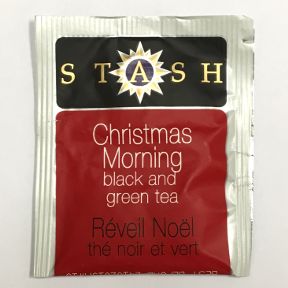 STASH
Christmas
Morning
black and
green tea
Réveil Noël
thé noir et vert